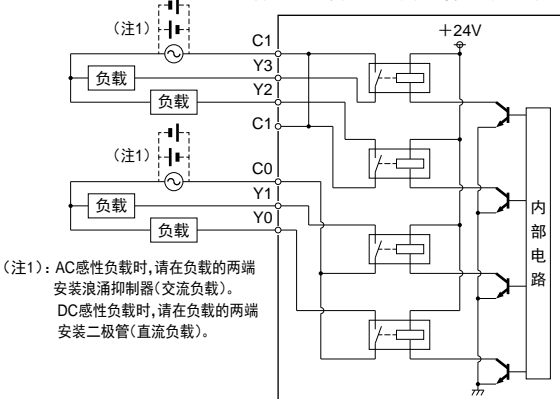 （注1）
C1
Y3
负载
Y2
负载
C1
（注1）
C0
Y1
负载
Y0
负载
＋24V
内部电路
（注1）：AC感性负载时,请在负载的两端
安装浪涌抑制器（交流负载）。
DC感性负载时,请在负载的两端
安装二极管（直流负载）。